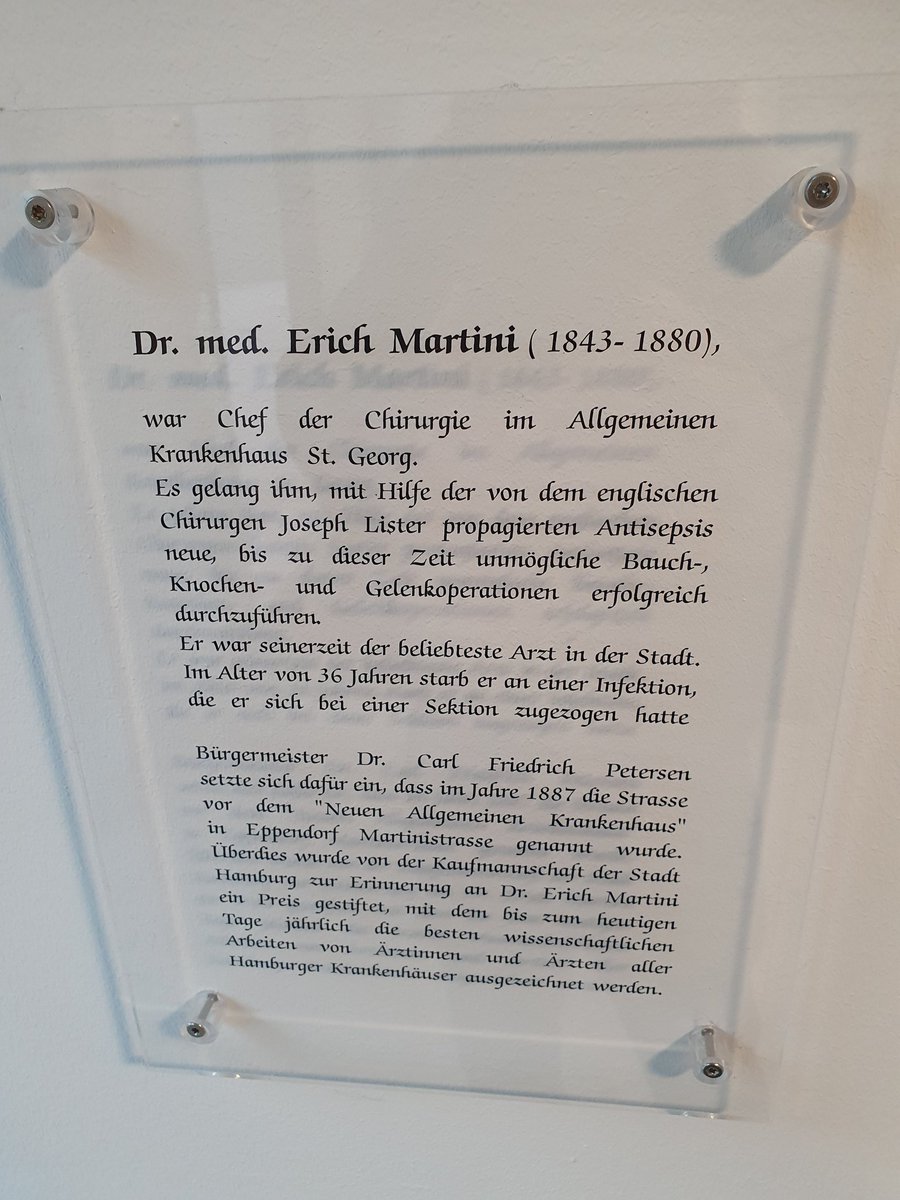 Dr. med. Erich Martini ( 1843- 1880),
war Chef der Chirurgie im Allgemeinen
Krankenhaus St. Georg.
Es gelang ihm, mit Hilfe der von dem englischen
Chirurgen Joseph Lister propagierten Antisepsis
neue, bis zu dieser Zeit unmögliche Bauch-,
Knochen- und Gelenkoperationen erfolgreich
durchzuführen.
Er war seinerzeit der beliebteste Arzt in der Stadt.
Im Alter von 36 Jahren starb er an einer Infektion,
die er sich bei einer Sektion zugezogen hatte
Bürgermeister Dr. Carl Friedrich Petersen
setzte sich dafür ein, dass im Jahre 1887 die Strasse
vor dem "Neuen Allgemeinen Krankenhaus"
in Eppendorf Martinistrasse genannt wurde.
Überdies wurde von der Kaufmannschaft der Stadt
Hamburg zur Erinnerung an Dr. Erich Martini
ein Preis gestiftet, mit dem bis zum heutigen
Tage jährlich die besten wissenschaftlichen
Arbeiten von Ärztinnen und Ärzten aller
Hamburger Krankenhäuser ausgezeichnet werden.